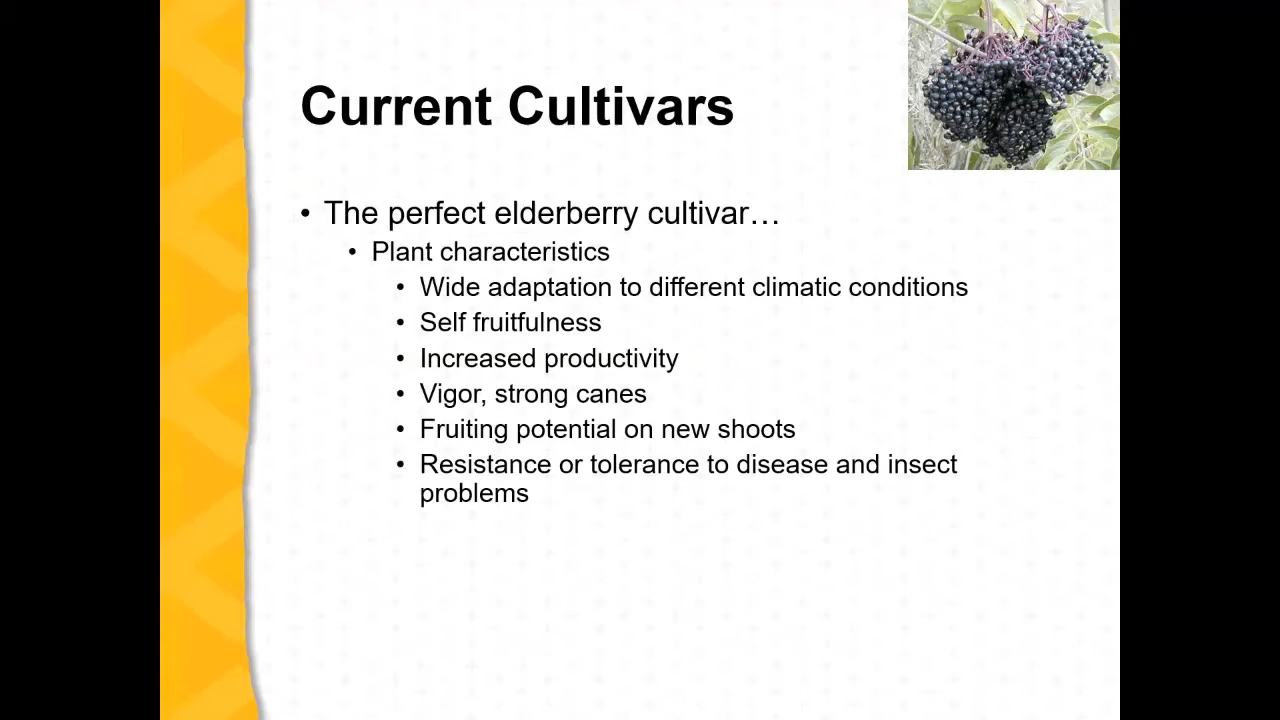 Current Cultivars
• The perfect elderberry cultivar…
• Plant characteristics
• Wide adaptation to different climatic conditions
• Self fruitfulness
• Increased productivity
• Vigor, strong canes
• Fruiting potential on new shoots
• Resistance or tolerance to disease and insect
problems